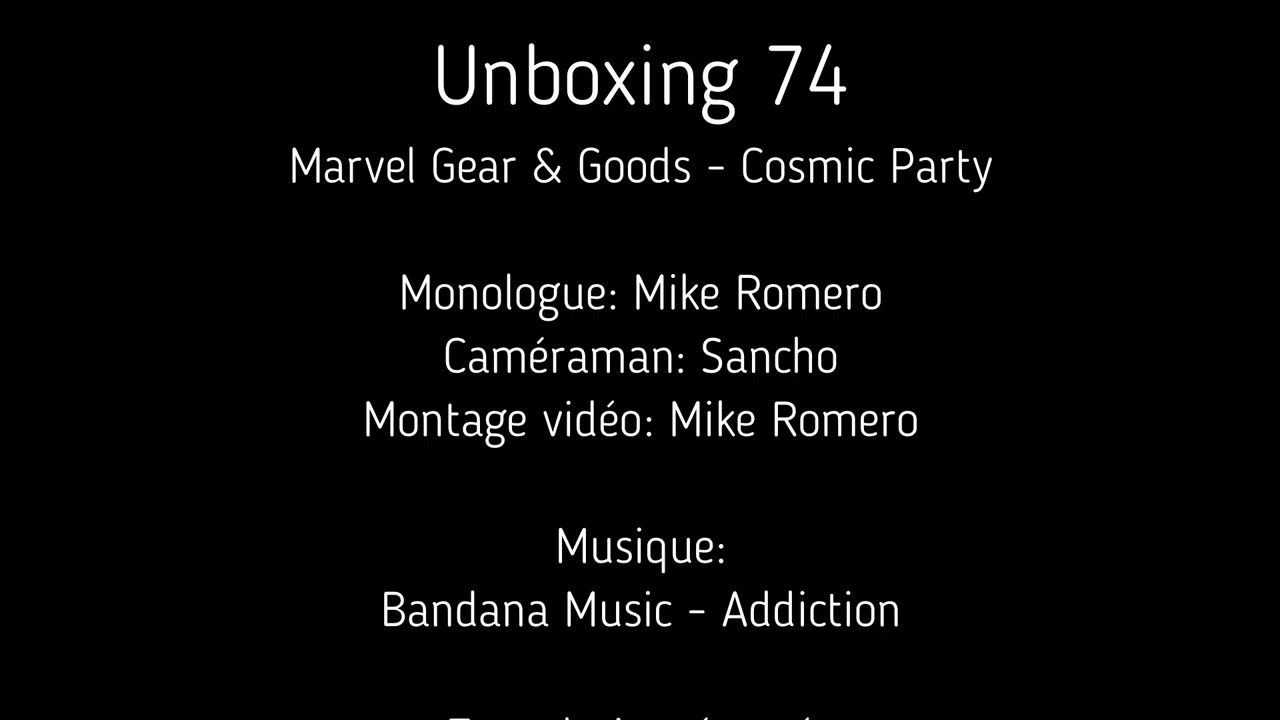 Unboxing 74
Marvel Gear & Goods - Cosmic Party
Monologue: Mike Romero
Caméraman: Sancho
Montage vidéo: Mike Romero
Musique:
Bandana Music - Addiction